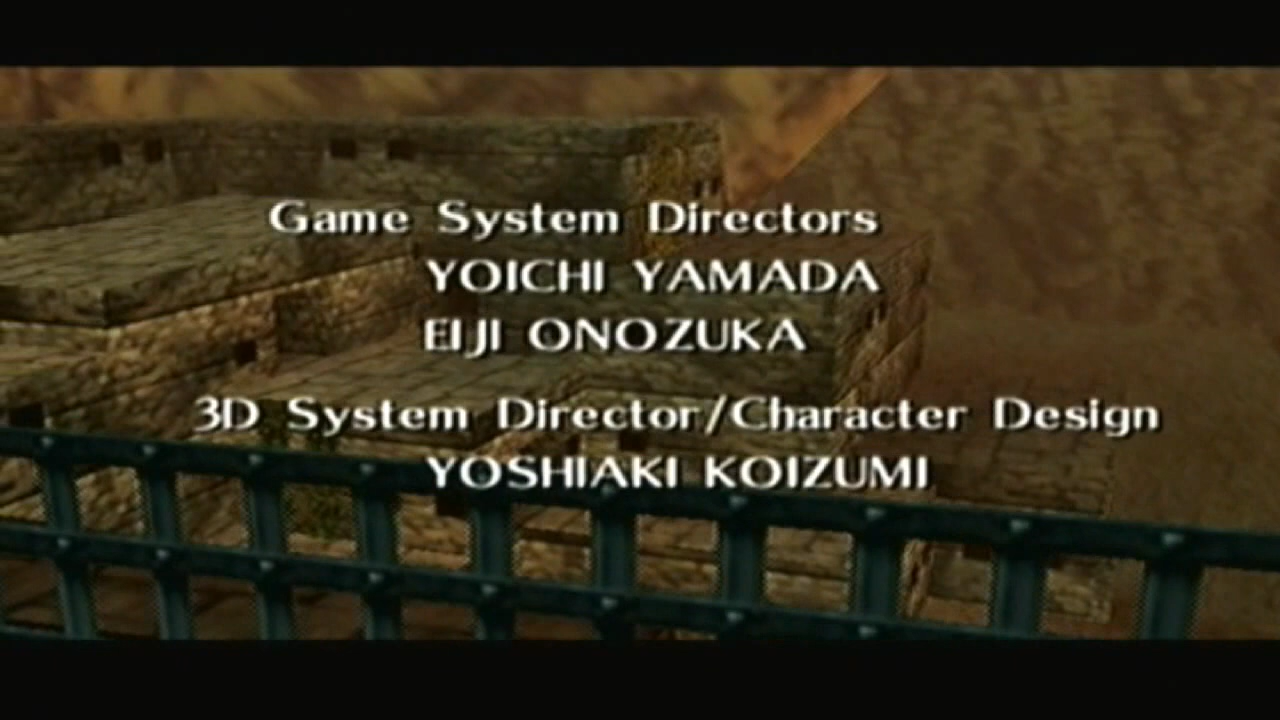 Game System Directors
YOICHI YAMADA
EIJI ONOZUKA
3D System Director/Character Design
YOSHIAKI KOIZUMI